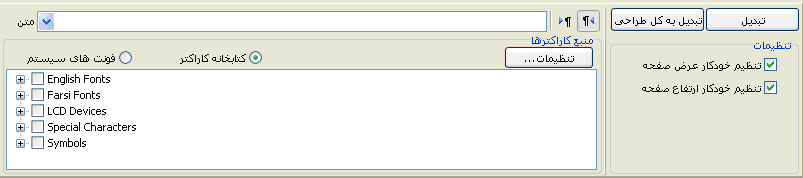 تبدیل
تبدیل به کل طراحی
متن
تنظیمات
تنظیم خودکار عرض صفحه
تنظیم خودکار ارتفاع صفحه
منبع کاراکترها
تنظیمات...
کتابخانه کاراکتر
فونت های سیستم
English Fonts
Farsi Fonts
LCD Devices
Special Characters
Symbols